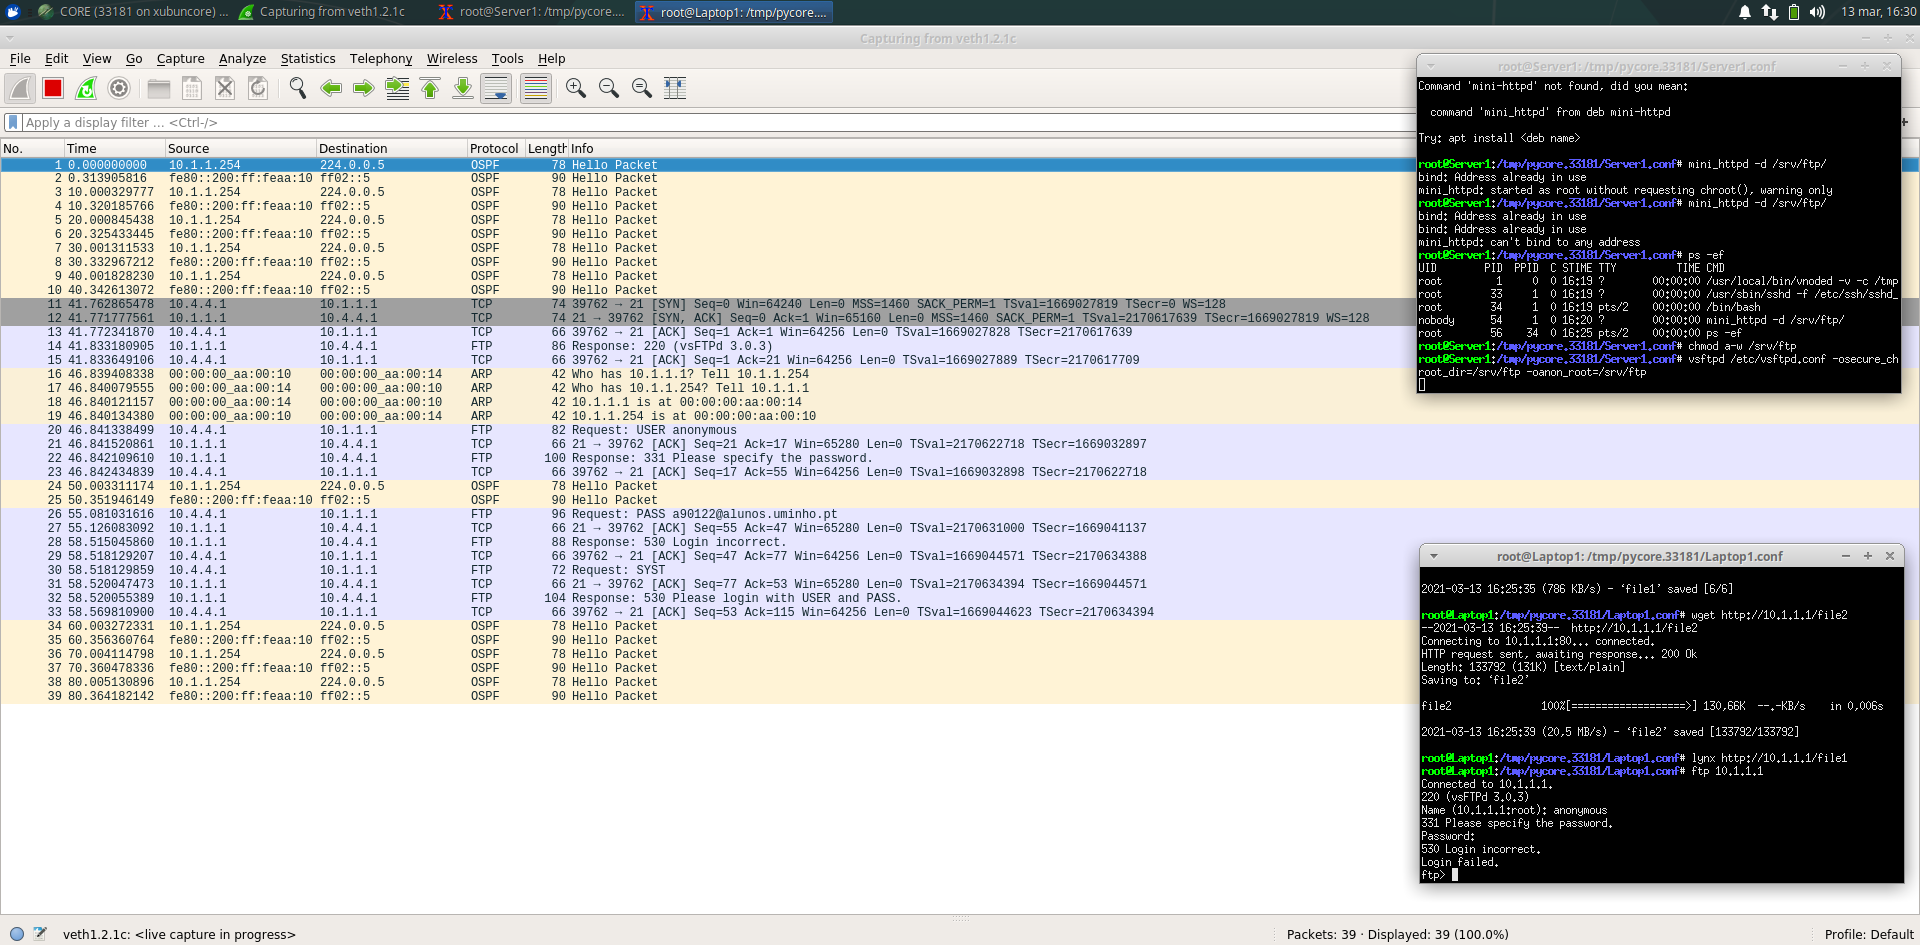 CORE (33181 on xubuncore) ...
Capturing from veth1.2.1c
root@Server1: /tmp/pycore....
root@Laptop1: /tmp/pycore....
13 mar, 16:30
Capturing from veth1.2.1c
File Edit View Go Capture Analyze Statistics Telephony Wireless Tools Help
Apply a display filter ... <Ctrl-/>
No. Time Source Destination Protocol Length Info
1 0.000000000 10.1.1.254 224.0.0.5 OSPF 78 Hello Packet
2 0.313905816 fe80::200:ff:feaa:10 ff02::5 OSPF 90 Hello Packet
3 10.000329777 10.1.1.254 224.0.0.5 OSPF 78 Hello Packet
4 10.320185766 fe80::200:ff:feaa:10 ff02::5 OSPF 90 Hello Packet
5 20.000845438 10.1.1.254 224.0.0.5 OSPF 78 Hello Packet
6 20.325433445 fe80::200:ff:feaa:10 ff02::5 OSPF 90 Hello Packet
7 30.001311533 10.1.1.254 224.0.0.5 OSPF 78 Hello Packet
8 30.332967212 fe80::200:ff:feaa:10 ff02::5 OSPF 90 Hello Packet
9 40.001828230 10.1.1.254 224.0.0.5 OSPF 78 Hello Packet
10 40.342613072 fe80::200:ff:feaa:10 ff02::5 OSPF 90 Hello Packet
11 41.762865478 10.4.4.1 10.1.1.1 TCP 74 39762 → 21 [SYN] Seq=0 Win=64240 Len=0 MSS=1460 SACK_PERM=1 TSval=1669027819 TSecr=0 WS=128
12 41.771777561 10.1.1.1 10.4.4.1 TCP 74 21 → 39762 [SYN, ACK] Seq=0 Ack=1 Win=65160 Len=0 MSS=1460 SACK_PERM=1 TSval=2170617639 TSecr=1669027819 WS=128
13 41.772341870 10.4.4.1 10.1.1.1 TCP 66 39762 → 21 [ACK] Seq=1 Ack=1 Win=64256 Len=0 TSval=1669027828 TSecr=2170617639
14 41.833180905 10.1.1.1 10.4.4.1 FTP 86 Response: 220 (vsFTPd 3.0.3)
15 41.833649106 10.4.4.1 10.1.1.1 TCP 66 39762 → 21 [ACK] Seq=1 Ack=21 Win=64256 Len=0 TSval=1669027889 TSecr=2170617709
16 46.839408338 00:00:00_aa:00:10 00:00:00_aa:00:14 ARP 42 Who has 10.1.1.1? Tell 10.1.1.254
17 46.840079555 00:00:00_aa:00:14 00:00:00_aa:00:10 ARP 42 Who has 10.1.1.254? Tell 10.1.1.1
18 46.840121157 00:00:00_aa:00:14 00:00:00_aa:00:10 ARP 42 10.1.1.1 is at 00:00:00:aa:00:14
19 46.840134380 00:00:00_aa:00:10 00:00:00_aa:00:14 ARP 42 10.1.1.254 is at 00:00:00:aa:00:10
20 46.841338499 10.4.4.1 10.1.1.1 FTP 82 Request: USER anonymous
21 46.841520861 10.1.1.1 10.4.4.1 TCP 66 21 → 39762 [ACK] Seq=21 Ack=17 Win=65280 Len=0 TSval=2170622718 TSecr=1669032897
22 46.842109610 10.1.1.1 10.4.4.1 FTP 100 Response: 331 Please specify the password.
23 46.842434839 10.4.4.1 10.1.1.1 TCP 66 39762 → 21 [ACK] Seq=17 Ack=55 Win=64256 Len=0 TSval=1669032898 TSecr=2170622718
24 50.003311174 10.1.1.254 224.0.0.5 OSPF 78 Hello Packet
25 50.351946149 fe80::200:ff:feaa:10 ff02::5 OSPF 90 Hello Packet
26 55.081031616 10.4.4.1 10.1.1.1 FTP 96 Request: PASS a90122@alunos.uminho.pt
27 55.126083092 10.1.1.1 10.4.4.1 TCP 66 21 → 39762 [ACK] Seq=55 Ack=47 Win=65280 Len=0 TSval=2170631000 TSecr=1669041137
28 58.515045860 10.1.1.1 10.4.4.1 FTP 88 Response: 530 Login incorrect.
29 58.518129207 10.4.4.1 10.1.1.1 TCP 66 39762 → 21 [ACK] Seq=47 Ack=77 Win=64256 Len=0 TSval=1669044571 TSecr=2170634388
30 58.518129859 10.4.4.1 10.1.1.1 FTP 72 Request: SYST
31 58.520047473 10.1.1.1 10.4.4.1 TCP 66 21 → 39762 [ACK] Seq=77 Ack=53 Win=65280 Len=0 TSval=2170634394 TSecr=1669044571
32 58.520055389 10.1.1.1 10.4.4.1 FTP 104 Response: 530 Please login with USER and PASS.
33 58.569810900 10.4.4.1 10.1.1.1 TCP 66 39762 → 21 [ACK] Seq=53 Ack=115 Win=64256 Len=0 TSval=1669044623 TSecr=2170634394
34 60.003272331 10.1.1.254 224.0.0.5 OSPF 78 Hello Packet
35 60.356360764 fe80::200:ff:feaa:10 ff02::5 OSPF 90 Hello Packet
36 70.004114798 10.1.1.254 224.0.0.5 OSPF 78 Hello Packet
37 70.360478336 fe80::200:ff:feaa:10 ff02::5 OSPF 90 Hello Packet
38 80.005130896 10.1.1.254 224.0.0.5 OSPF 78 Hello Packet
39 80.364182142 fe80::200:ff:feaa:10 ff02::5 OSPF 90 Hello Packet
root@Server1: /tmp/pycore.33181/Server1.conf
Command 'mini-httpd' not found, did you mean:
command 'mini_httpd' from deb mini-httpd
Try: apt install <deb name>
root@Server1:/tmp/pycore.33181/Server1.conf# mini_httpd -d /srv/ftp/
bind: Address already in use
mini_httpd: started as root without requesting chroot(), warning only
root@Server1:/tmp/pycore.33181/Server1.conf# mini_httpd -d /srv/ftp/
bind: Address already in use
bind: Address already in use
mini_httpd: can't bind to any address
root@Server1:/tmp/pycore.33181/Server1.conf# ps -ef
UID PID PPID C STIME TTY TIME CMD
root 1 0 0 16:19 ? 00:00:00 /usr/local/bin/vnoded -v -c /tmp
root 33 1 0 16:19 ? 00:00:00 /usr/sbin/sshd -f /etc/ssh/sshd_
root 34 1 0 16:19 pts/2 00:00:00 /bin/bash
nobody 54 1 0 16:20 ? 00:00:00 mini_httpd -d /srv/ftp/
root 56 34 0 16:25 pts/2 00:00:00 ps -ef
root@Server1:/tmp/pycore.33181/Server1.conf# chmod a-w /srv/ftp
root@Server1:/tmp/pycore.33181/Server1.conf# vsftpd /etc/vsftpd.conf -osecure_ch
root_dir=/srv/ftp -oanon_root=/srv/ftp
root@Laptop1: /tmp/pycore.33181/Laptop1.conf
2021-03-13 16:25:35 (786 KB/s) - ‘file1’ saved [6/6]
root@Laptop1:/tmp/pycore.33181/Laptop1.conf# wget http://10.1.1.1/file2
--2021-03-13 16:25:39-- http://10.1.1.1/file2
Connecting to 10.1.1.1:80... connected.
HTTP request sent, awaiting response... 200 Ok
Length: 133792 (131K) [text/plain]
Saving to: ‘file2’
file2 100%[===================>] 130,66K --.-KB/s in 0,006s
2021-03-13 16:25:39 (20,5 MB/s) - ‘file2’ saved [133792/133792]
root@Laptop1:/tmp/pycore.33181/Laptop1.conf# lynx http://10.1.1.1/file1
root@Laptop1:/tmp/pycore.33181/Laptop1.conf# ftp 10.1.1.1
Connected to 10.1.1.1.
220 (vsFTPd 3.0.3)
Name (10.1.1.1:root): anonymous
331 Please specify the password.
Password:
530 Login incorrect.
Login failed.
ftp>
veth1.2.1c: <live capture in progress>
Packets: 39 · Displayed: 39 (100.0%)
Profile: Default